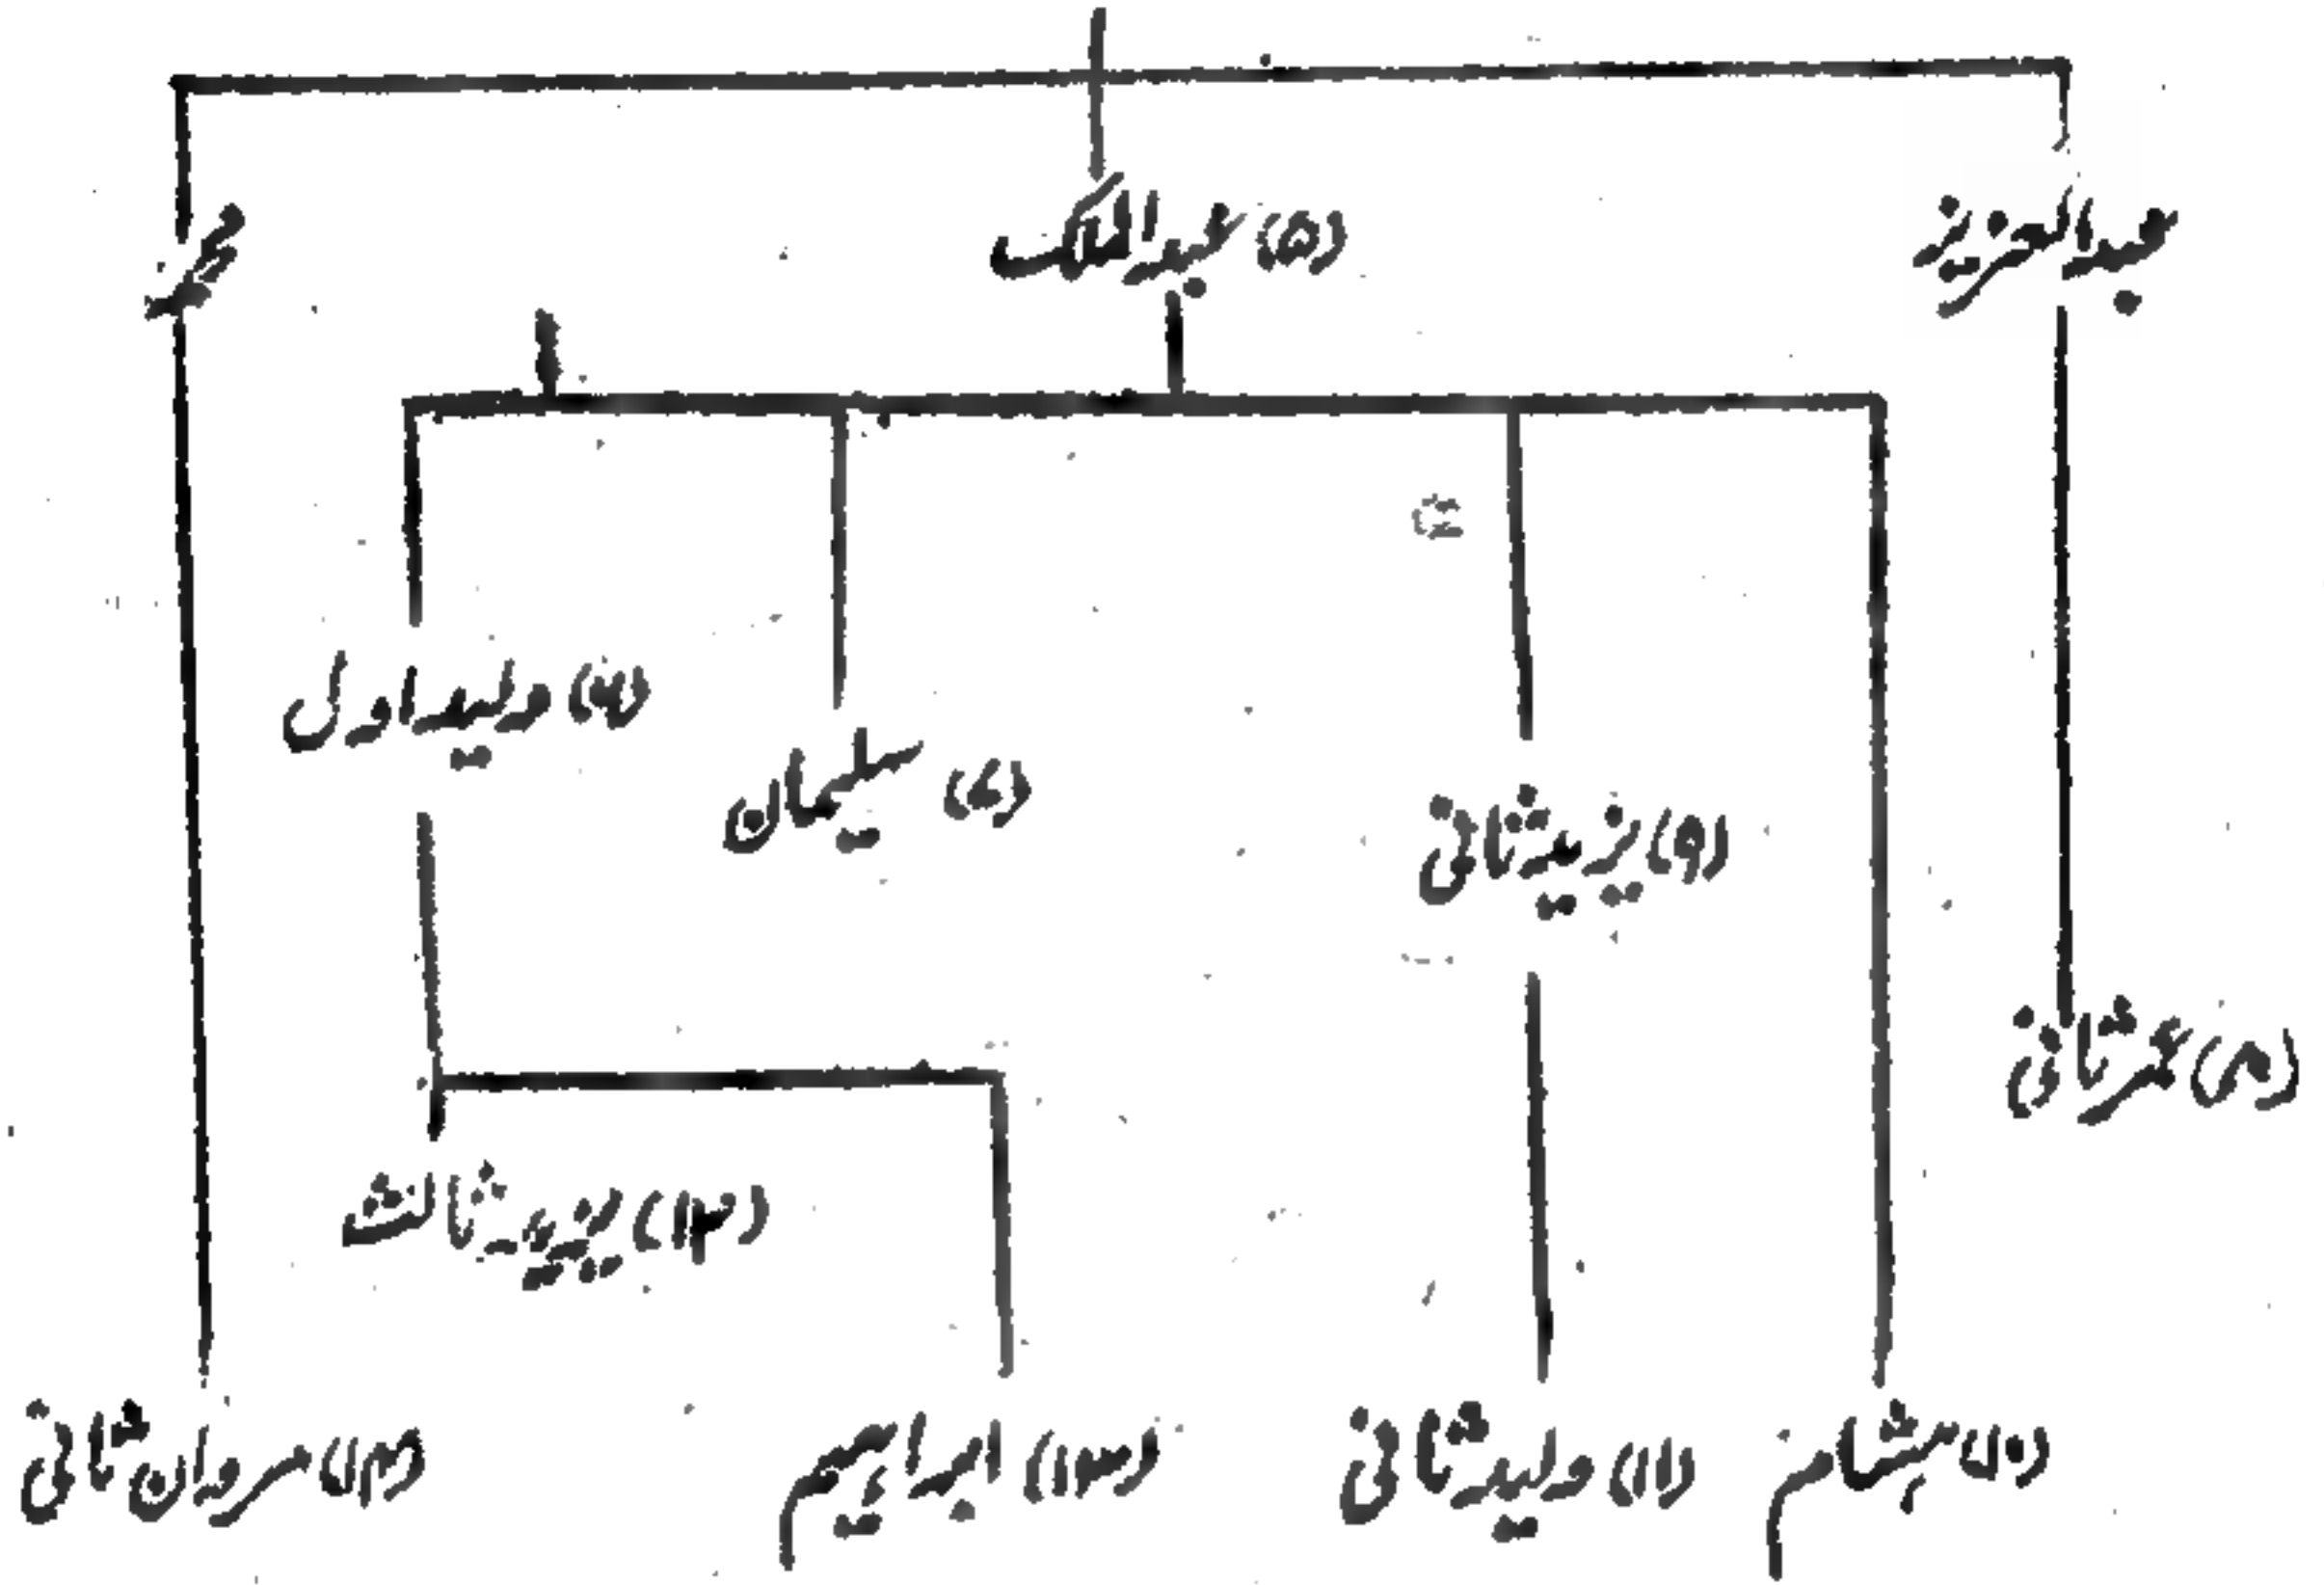 عبدالعزیز
(۵) عبدالملک
محمد
(۶) ولید اول
(۷) سلیمان
(۹) یزید ثانی
(۸) عمر ثانی
(۱۲) یزید ثالث
(۱۰) ہشام
(۱۱) ولید ثانی
(۱۳) ابراہیم
(۱۴) مروان ثانی